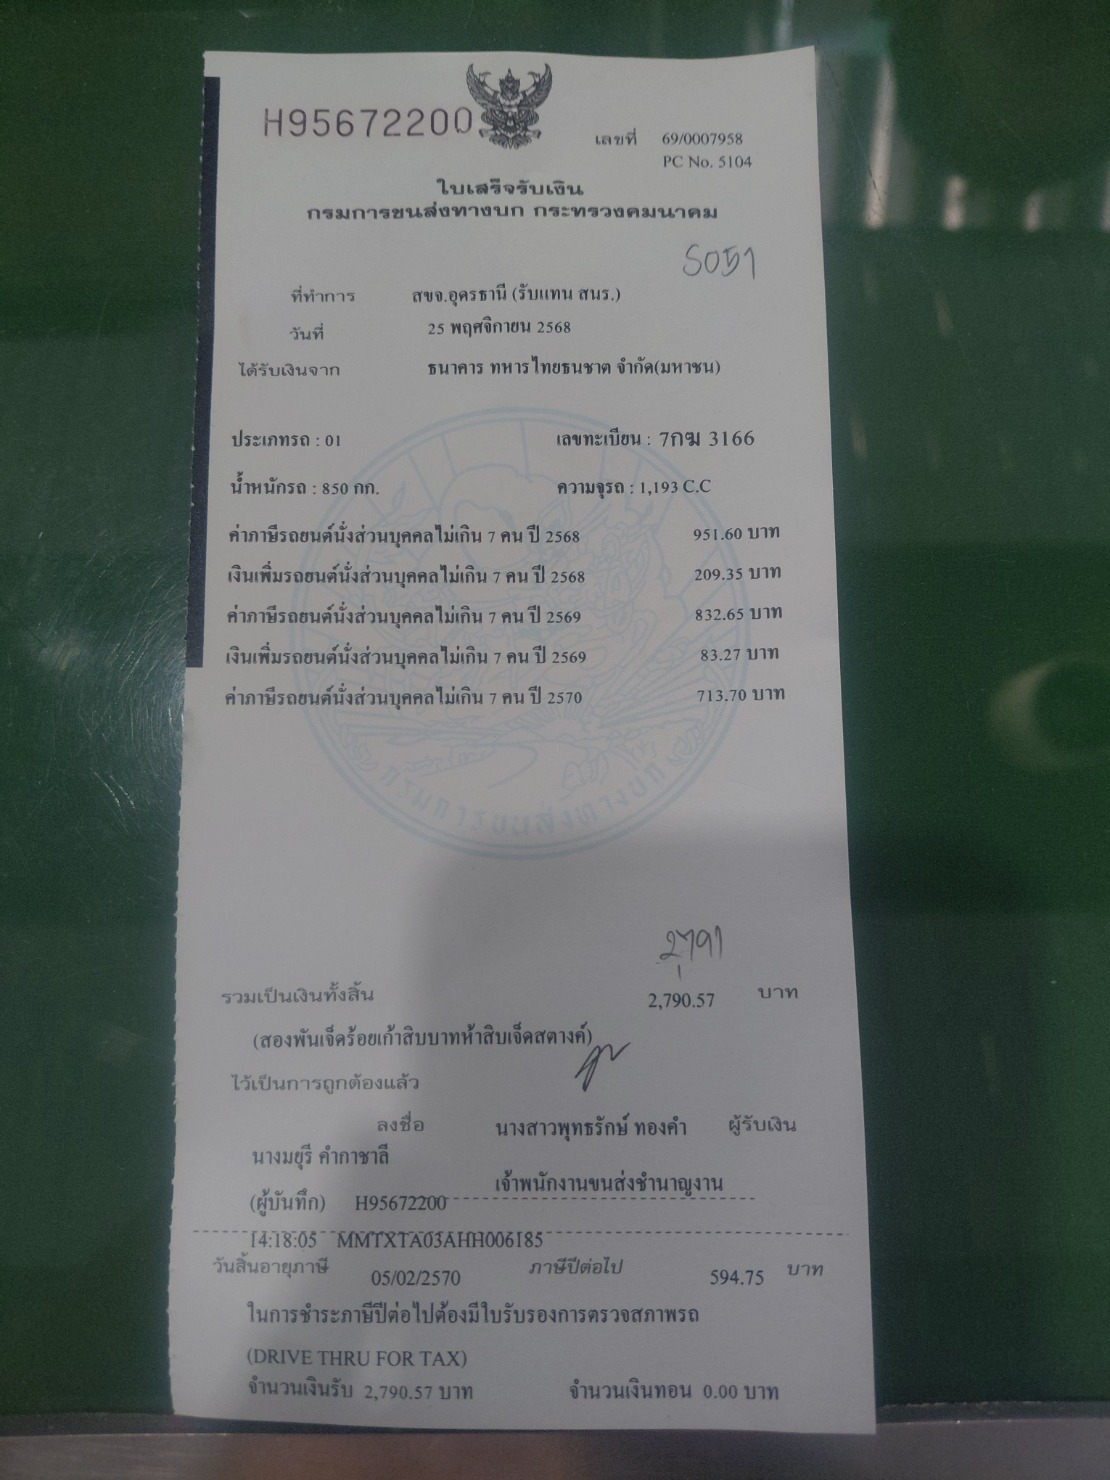 H95672200
เลขที่ 69/0007958
PC No. 5104
ใบเสร็จรับเงิน
กรมการขนส่งทางบก กระทรวงคมนาคม
S051
ที่ทำการ สขจ.อุดรธานี (รับแทน สนร.)
วันที่ 25 พฤศจิกายน 2568
ได้รับเงินจาก ธนาคาร ทหารไทยธนชาต จำกัด(มหาชน)
ประเภทรถ : 01 เลขทะเบียน : 7กฆ 3166
น้ำหนักรถ : 850 กก. ความจุรถ : 1,193 C.C
ค่าภาษีรถยนต์นั่งส่วนบุคคลไม่เกิน 7 คน ปี 2568 951.60 บาท
เงินเพิ่มรถยนต์นั่งส่วนบุคคลไม่เกิน 7 คน ปี 2568 209.35 บาท
ค่าภาษีรถยนต์นั่งส่วนบุคคลไม่เกิน 7 คน ปี 2569 832.65 บาท
เงินเพิ่มรถยนต์นั่งส่วนบุคคลไม่เกิน 7 คน ปี 2569 83.27 บาท
ค่าภาษีรถยนต์นั่งส่วนบุคคลไม่เกิน 7 คน ปี 2570 713.70 บาท
กรมการขนส่งทางบก
2,791
รวมเป็นเงินทั้งสิ้น 2,790.57 บาท
(สองพันเจ็ดร้อยเก้าสิบบาทห้าสิบเจ็ดสตางค์)
ไว้เป็นการถูกต้องแล้ว
ลงชื่อ นางสาวพุทธรักษ์ ทองคำ ผู้รับเงิน
นางมยุรี คำกาชาลี
เจ้าพนักงานขนส่งชำนาญงาน
(ผู้บันทึก) H95672200
14:18:05 MMTXTA03AHH006185
วันสิ้นอายุภาษี 05/02/2570 ภาษีปีต่อไป 594.75 บาท
ในการชำระภาษีปีต่อไปต้องมีใบรับรองการตรวจสภาพรถ
(DRIVE THRU FOR TAX)
จำนวนเงินรับ 2,790.57 บาท จำนวนเงินทอน 0.00 บาท